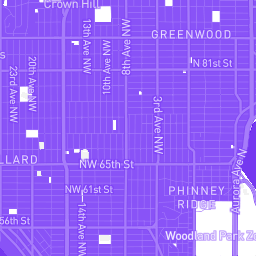 Crown Hill
13th Ave NW
8th Ave NW
GREENWOOD
10th Ave NW
20th Ave NW
23rd Ave NW
N 81st St
3rd Ave NW
LLARD
NW 65th St
NW 61st St
PHINNEY
RIDGE
Aurora Ave N
14th Ave NW
56th St
Woodland Park Zo